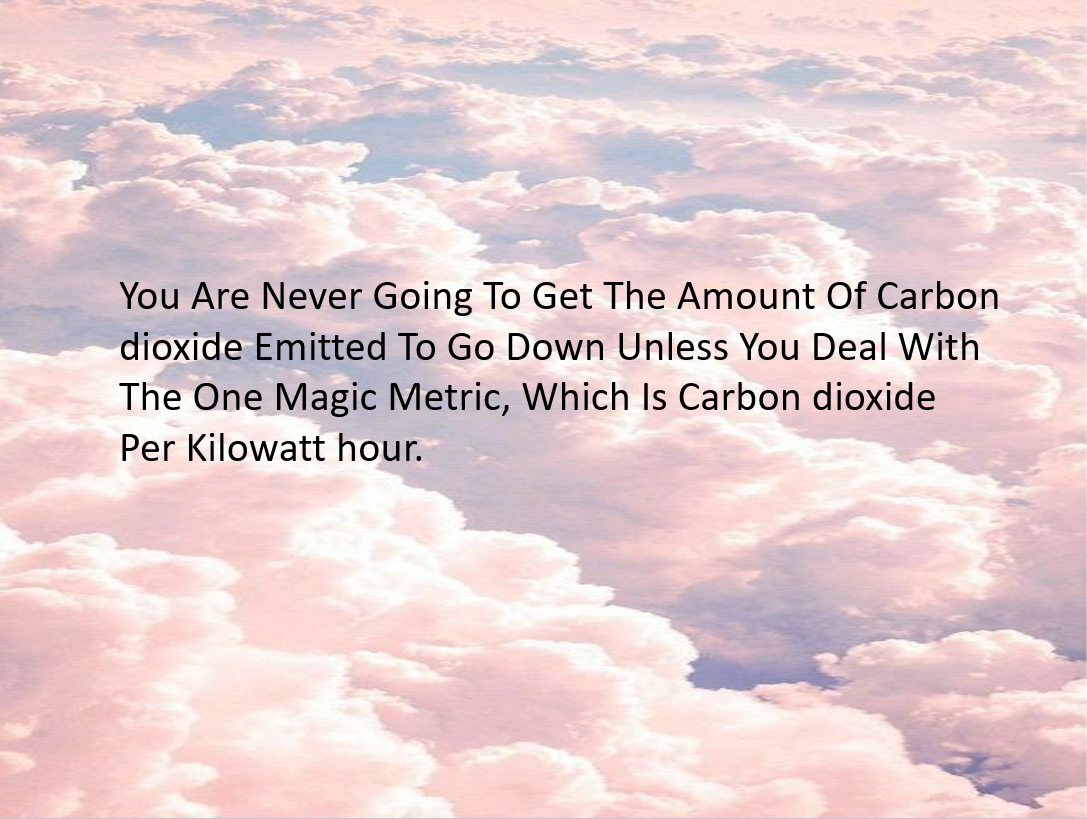 You Are Never Going To Get The Amount Of Carbon
dioxide Emitted To Go Down Unless You Deal With
The One Magic Metric, Which Is Carbon dioxide
Per Kilowatt hour.